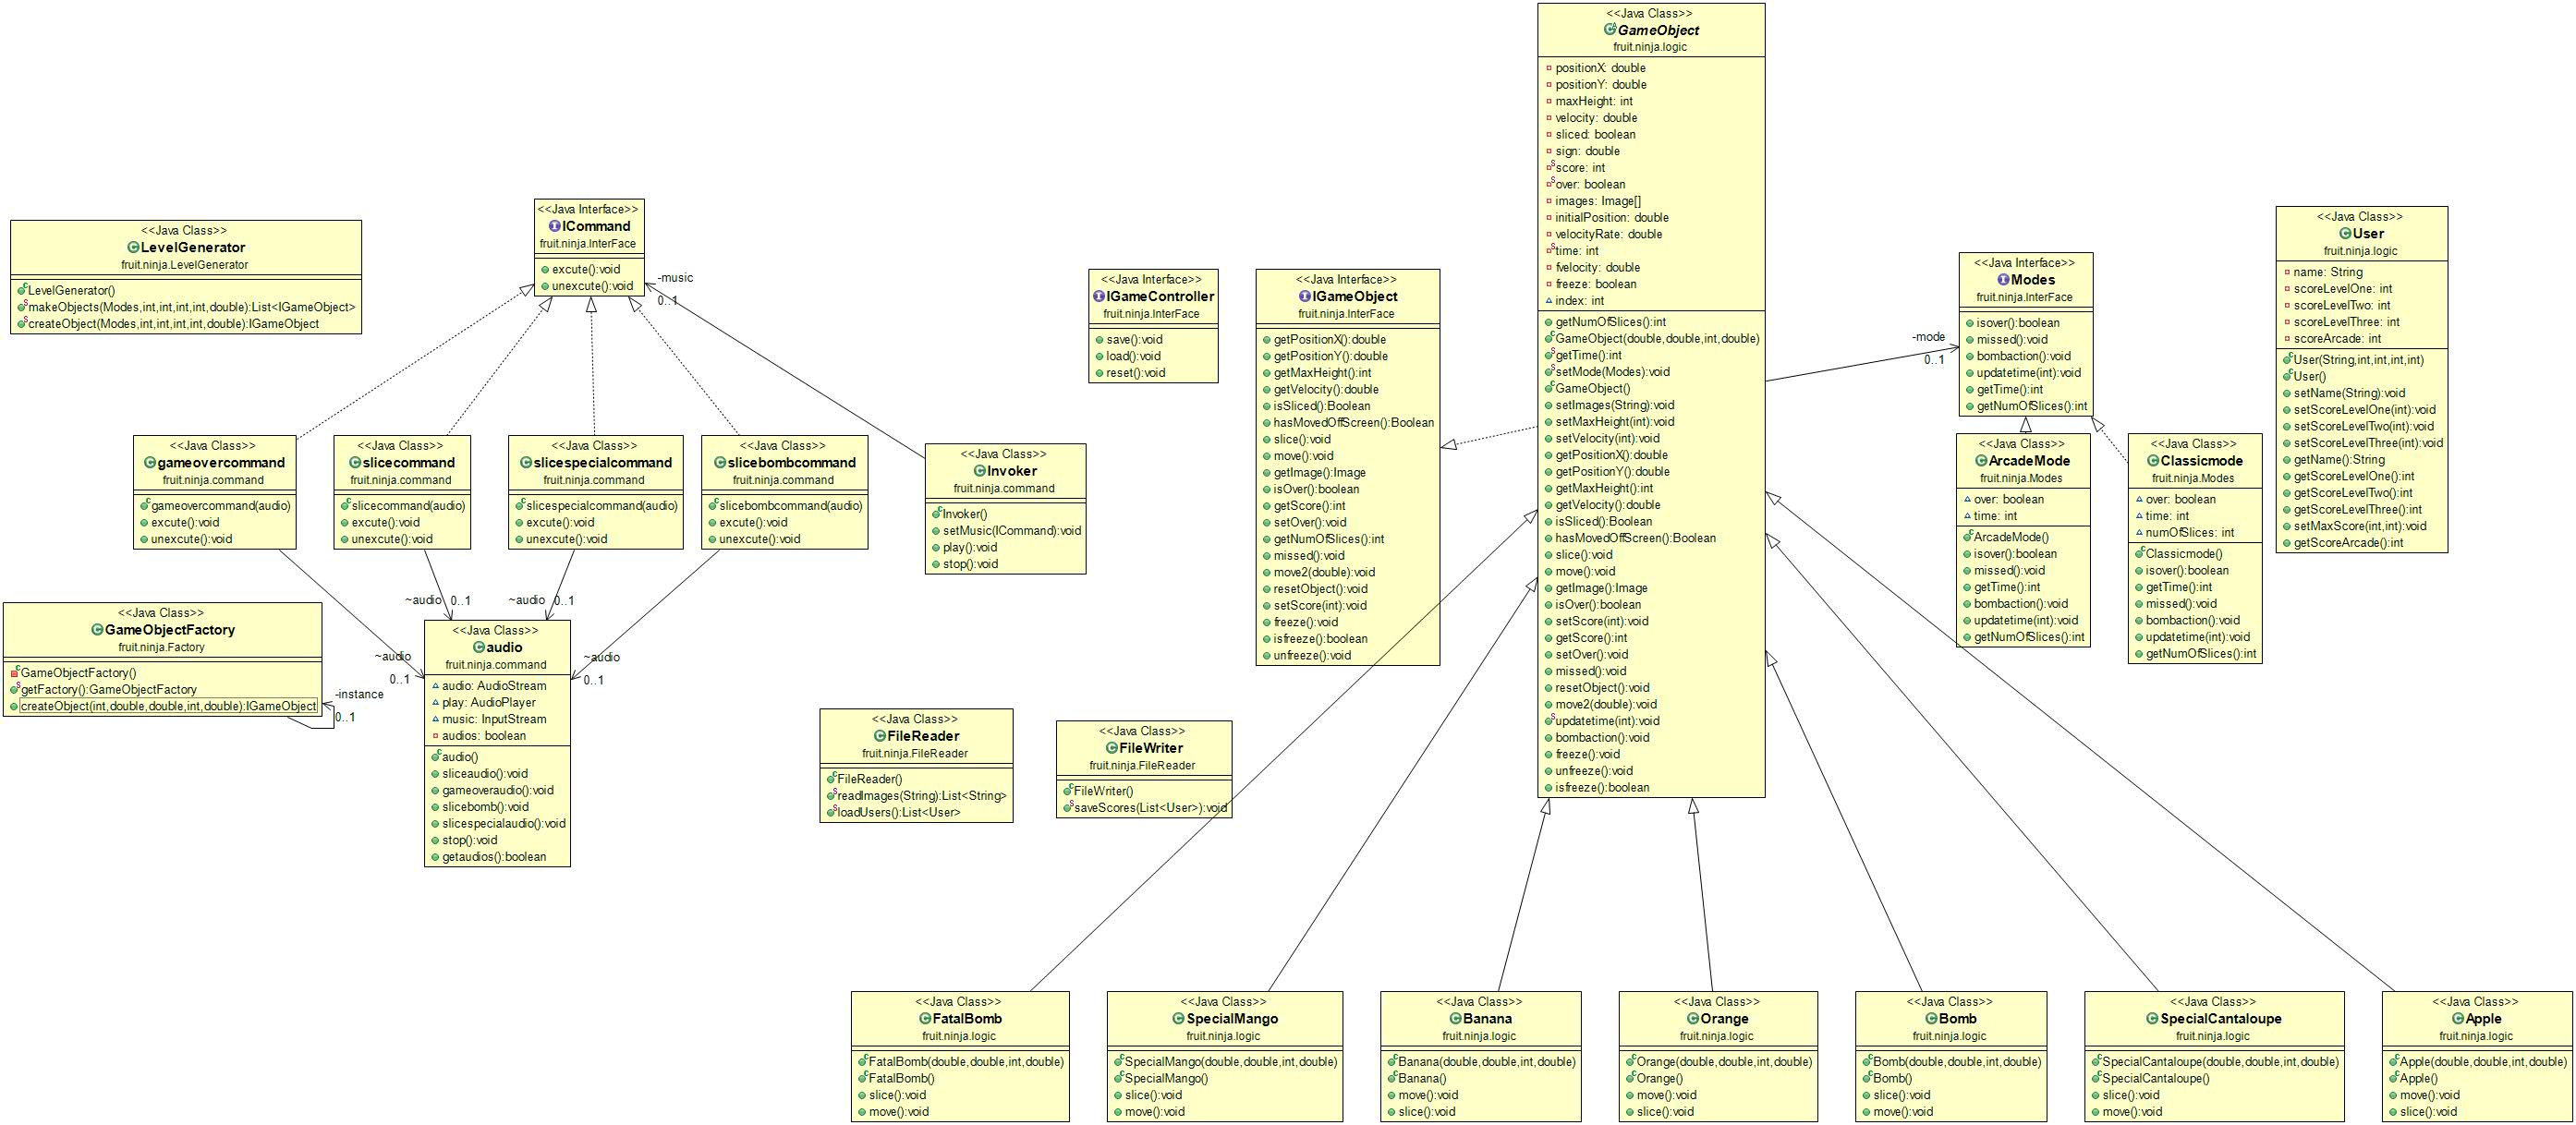 <<Java Class>>
GameObject
fruit.ninja.logic
positionX: double
positionY: double
maxHeight: int
velocity: double
sliced: boolean
sign: double
score: int
over: boolean
images: Image[]
initialPosition: double
velocityRate: double
time: int
fvelocity: double
freeze: boolean
index: int
getNumOfSlices():int
GameObject(double,double,int,double)
getTime():int
setMode(Modes):void
GameObject()
setImages(String):void
setMaxHeight(int):void
setVelocity(int):void
getPositionX():double
getPositionY():double
getMaxHeight():int
getVelocity():double
isSliced():Boolean
hasMovedOffScreen():Boolean
slice():void
move():void
getImage():Image
isOver():boolean
setScore(int):void
getScore():int
setOver():void
missed():void
resetObject():void
move2(double):void
updatetime(int):void
bombaction():void
freeze():void
unfreeze():void
isfreeze():boolean
<<Java Class>>
LevelGenerator
fruit.ninja.LevelGenerator
LevelGenerator()
makeObjects(Modes,int,int,int,int,double):List<IGameObject>
createObject(Modes,int,int,int,int,double):IGameObject
<<Java Interface>>
ICommand
fruit.ninja.InterFace
excute():void
unexcute():void
-music
0..1
<<Java Interface>>
IGameController
fruit.ninja.InterFace
save():void
load():void
reset():void
<<Java Interface>>
IGameObject
fruit.ninja.InterFace
getPositionX():double
getPositionY():double
getMaxHeight():int
getVelocity():double
isSliced():Boolean
hasMovedOffScreen():Boolean
slice():void
move():void
getImage():Image
isOver():boolean
getScore():int
setOver():void
getNumOfSlices():int
missed():void
move2(double):void
resetObject():void
setScore(int):void
freeze():void
isfreeze():boolean
unfreeze():void
-mode
0..1
<<Java Interface>>
Modes
fruit.ninja.InterFace
isover():boolean
missed():void
bombaction():void
updatetime(int):void
getTime():int
getNumOfSlices():int
<<Java Class>>
User
fruit.ninja.logic
name: String
scoreLevelOne: int
scoreLevelTwo: int
scoreLevelThree: int
scoreArcade: int
User(String,int,int,int,int)
User()
setName(String):void
setScoreLevelOne(int):void
setScoreLevelTwo(int):void
setScoreLevelThree(int):void
getName():String
getScoreLevelOne():int
getScoreLevelTwo():int
getScoreLevelThree():int
setMaxScore(int,int):void
getScoreArcade():int
<<Java Class>>
gameovercommand
fruit.ninja.command
gameovercommand(audio)
excute():void
unexcute():void
<<Java Class>>
slicecommand
fruit.ninja.command
slicecommand(audio)
excute():void
unexcute():void
<<Java Class>>
slicespecialcommand
fruit.ninja.command
slicespecialcommand(audio)
excute():void
unexcute():void
<<Java Class>>
slicebombcommand
fruit.ninja.command
slicebombcommand(audio)
excute():void
unexcute():void
<<Java Class>>
Invoker
fruit.ninja.command
Invoker()
setMusic(ICommand):void
play():void
stop():void
<<Java Class>>
ArcadeMode
fruit.ninja.Modes
over: boolean
time: int
ArcadeMode()
isover():boolean
missed():void
getTime():int
bombaction():void
updatetime(int):void
getNumOfSlices():int
<<Java Class>>
Classicmode
fruit.ninja.Modes
over: boolean
time: int
numOfSlices: int
Classicmode()
isover():boolean
getTime():int
missed():void
bombaction():void
updatetime(int):void
getNumOfSlices():int
<<Java Class>>
GameObjectFactory
fruit.ninja.Factory
GameObjectFactory()
getFactory():GameObjectFactory
createObject(int,double,double,int,double):IGameObject
-instance
0..1
~audio 0..1
~audio 0..1
~audio
0..1
~audio
0..1
<<Java Class>>
audio
fruit.ninja.command
audio: AudioStream
play: AudioPlayer
music: InputStream
audios: boolean
audio()
sliceaudio():void
gameoveraudio():void
slicebomb():void
slicespecialaudio():void
stop():void
getaudios():boolean
<<Java Class>>
FileReader
fruit.ninja.FileReader
FileReader()
readImages(String):List<String>
loadUsers():List<User>
<<Java Class>>
FileWriter
fruit.ninja.FileReader
FileWriter()
saveScores(List<User>):void
<<Java Class>>
FatalBomb
fruit.ninja.logic
FatalBomb(double,double,int,double)
FatalBomb()
slice():void
move():void
<<Java Class>>
SpecialMango
fruit.ninja.logic
SpecialMango(double,double,int,double)
SpecialMango()
slice():void
move():void
<<Java Class>>
Banana
fruit.ninja.logic
Banana(double,double,int,double)
Banana()
move():void
slice():void
<<Java Class>>
Orange
fruit.ninja.logic
Orange(double,double,int,double)
Orange()
move():void
slice():void
<<Java Class>>
Bomb
fruit.ninja.logic
Bomb(double,double,int,double)
Bomb()
slice():void
move():void
<<Java Class>>
SpecialCantaloupe
fruit.ninja.logic
SpecialCantaloupe(double,double,int,double)
SpecialCantaloupe()
slice():void
move():void
<<Java Class>>
Apple
fruit.ninja.logic
Apple(double,double,int,double)
Apple()
move():void
slice():void